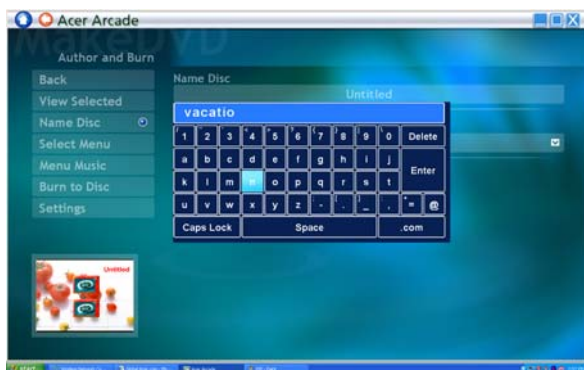 Acer Arcade
MakeDVD
Author and Burn
Back
View Selected
Name Disc
Select Menu
Menu Music
Burn to Disc
Settings
Name Disc
Untitled
vacatio
1 2 3 4 5 6 7 8 9 0 Delete
a b c d e f g h i j
Enter
k l m n o p q r s t
u v w x y z - . _ , = @
Caps Lock Space .com
Untitled
start